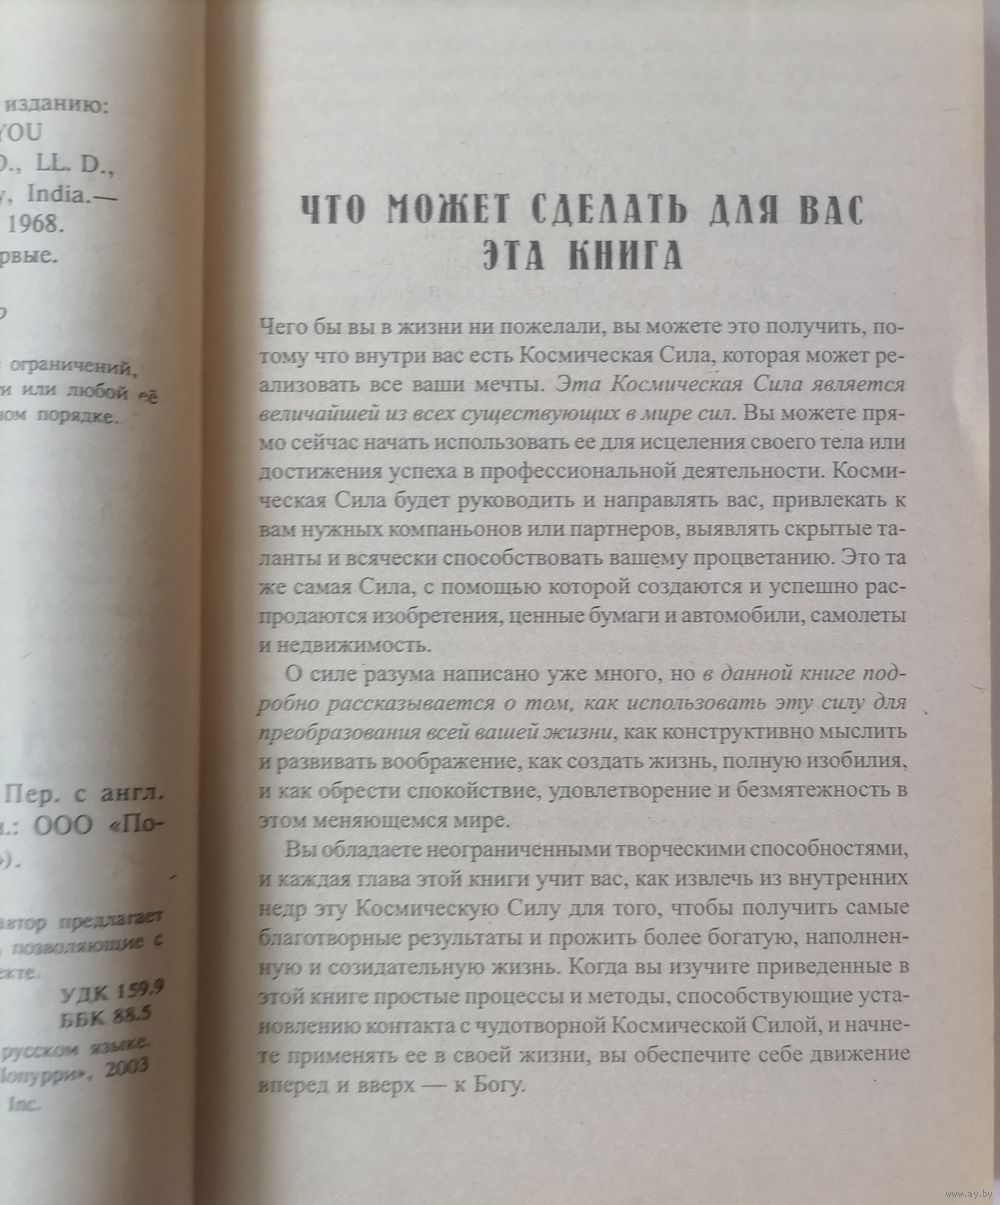 изданию:
YOU
D., LL. D.,
India.—
1968.
ограничений,
или любой её
порядке.
Пер. с англ.
ООО «По-
автор предлагает
позволяющие с
УДК 159.9
ББК 88.5
русском языке.
2003
Inc.
ЧТО МОЖЕТ СДЕЛАТЬ ДЛЯ ВАС
ЭТА КНИГА
Чего бы вы в жизни ни пожелали, вы можете это получить, по-
тому что внутри вас есть Космическая Сила, которая может ре-
ализовать все ваши мечты. Эта Космическая Сила является
величайшей из всех существующих в мире сил. Вы можете пря-
мо сейчас начать использовать ее для исцеления своего тела или
достижения успеха в профессиональной деятельности. Косми-
ческая Сила будет руководить и направлять вас, привлекать к
вам нужных компаньонов или партнеров, выявлять скрытые та-
ланты и всячески способствовать вашему процветанию. Это та
же самая Сила, с помощью которой создаются и успешно рас-
продаются изобретения, ценные бумаги и автомобили, самолеты
и недвижимость.
О силе разума написано уже много, но в данной книге под-
робно рассказывается о том, как использовать эту силу для
преобразования всей вашей жизни, как конструктивно мыслить
и развивать воображение, как создать жизнь, полную изобилия,
и как обрести спокойствие, удовлетворение и безмятежность в
этом меняющемся мире.
Вы обладаете неограниченными творческими способностями,
и каждая глава этой книги учит вас, как извлечь из внутренних
недр эту Космическую Силу для того, чтобы получить самые
благотворные результаты и прожить более богатую, наполнен-
ную и созидательную жизнь. Когда вы изучите приведенные в
этой книге простые процессы и методы, способствующие уста-
новлению контакта с чудотворной Космической Силой, и начне-
те применять ее в своей жизни, вы обеспечите себе движение
вперед и вверх — к Богу.
www.ay.by